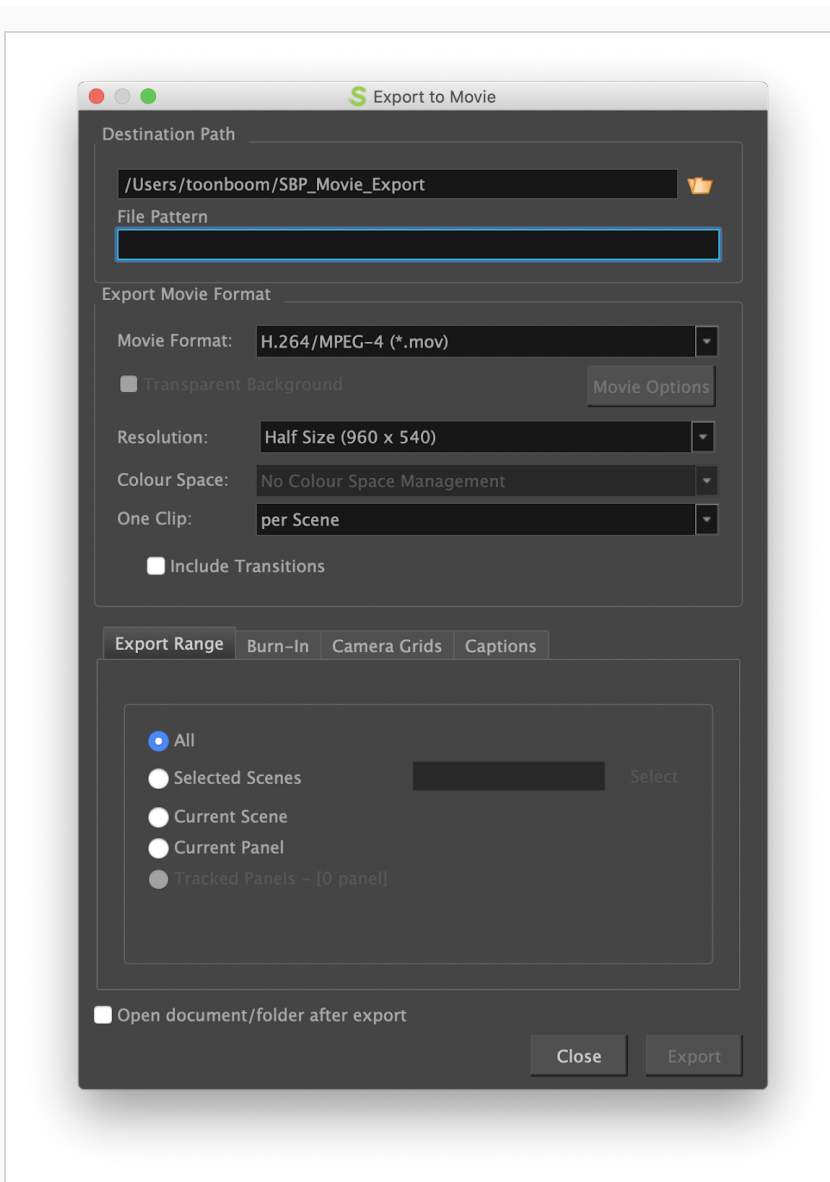 Export to Movie
Destination Path
/Users/toonboom/SBP_Movie_Export
File Pattern
Export Movie Format
Movie Format: H.264/MPEG-4 (*.mov)
Transparent Background Movie Options
Resolution: Half Size (960 x 540)
Colour Space: No Colour Space Management
One Clip: per Scene
Include Transitions
Export Range Burn-In Camera Grids Captions
All
Selected Scenes Select
Current Scene
Current Panel
Tracked Panels - [0 panel]
Open document/folder after export
Close Export